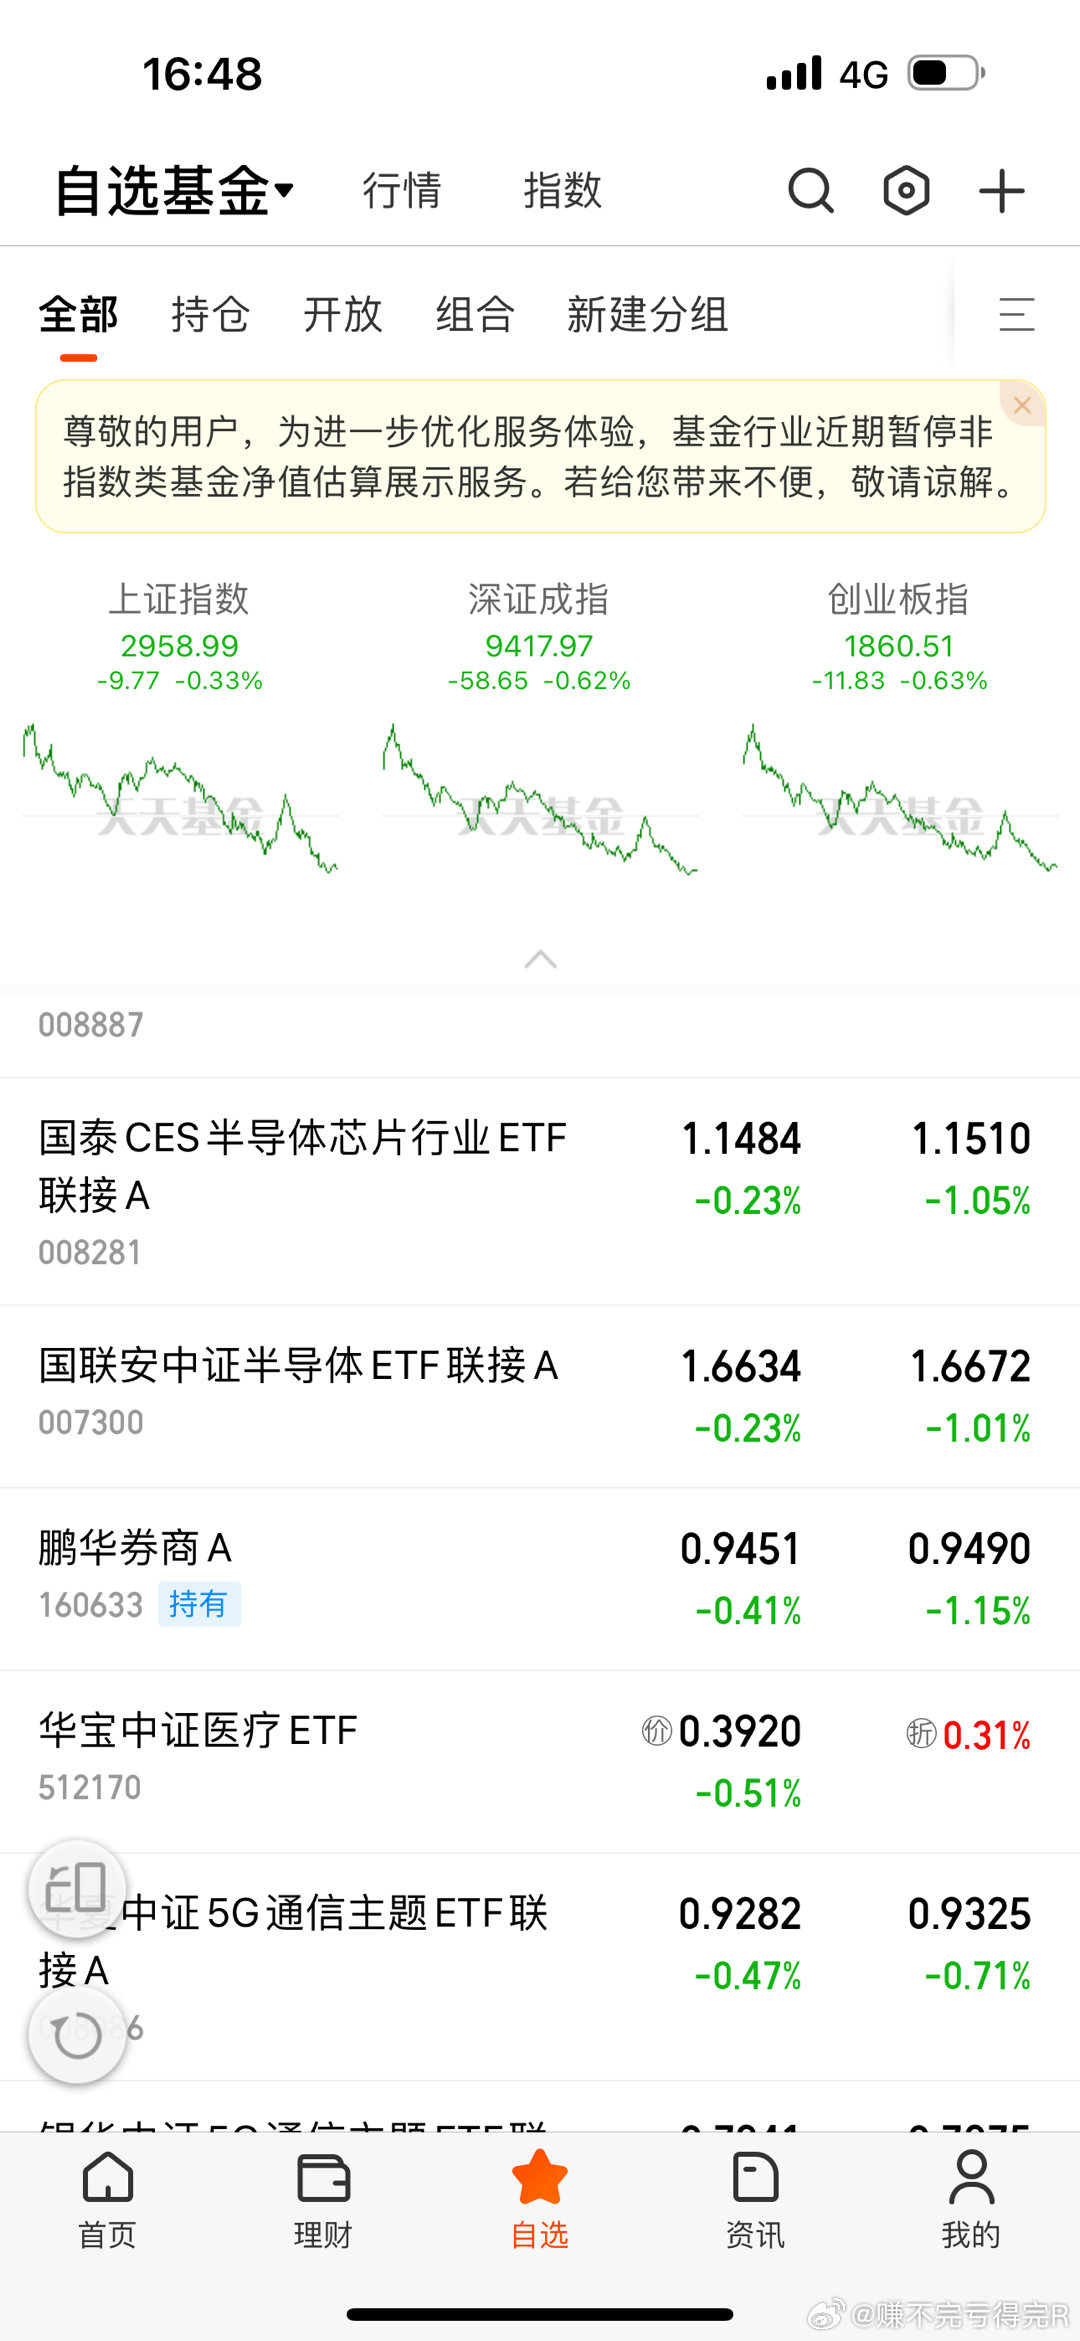 16:48
4G
自选基金
行情
指数
全部
持仓
开放
组合
新建分组
尊敬的用户，为进一步优化服务体验，基金行业近期暂停非
指数类基金净值估算展示服务。若给您带来不便，敬请谅解。
上证指数
深证成指
创业板指
2958.99
9417.97
1860.51
-9.77 -0.33%
-58.65 -0.62%
-11.83 -0.63%
天天基金
天天基金
天天基金
008887
国泰CES半导体芯片行业ETF
联接A
008281
1.1484
1.1510
-0.23%
-1.05%
国联安中证半导体ETF联接A
007300
1.6634
1.6672
-0.23%
-1.01%
鹏华券商A
160633 持有
0.9451
0.9490
-0.41%
-1.15%
华宝中证医疗ETF
512170
价 0.3920
折 0.31%
-0.51%
华夏中证5G通信主题ETF联
接A
0.9282
0.9325
-0.47%
-0.71%
首页
理财
自选
资讯
我的
@赚不完亏得完R